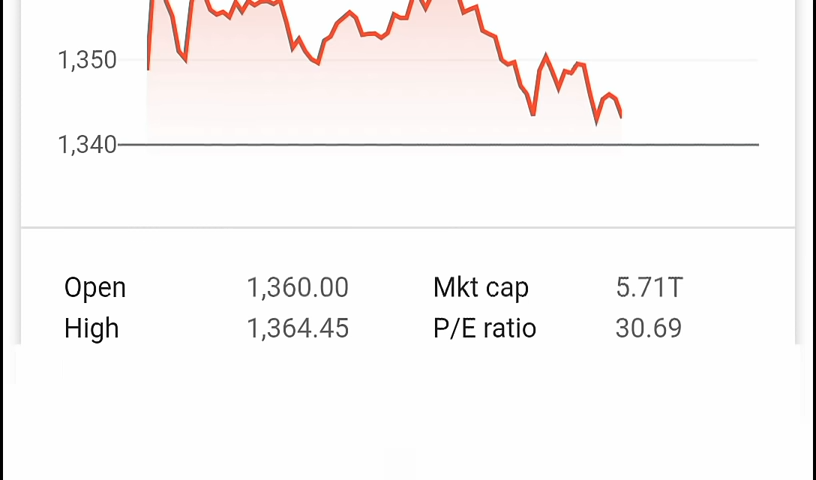 1,350
1,340
Open 1,360.00 Mkt cap 5.71T
High 1,364.45 P/E ratio 30.69